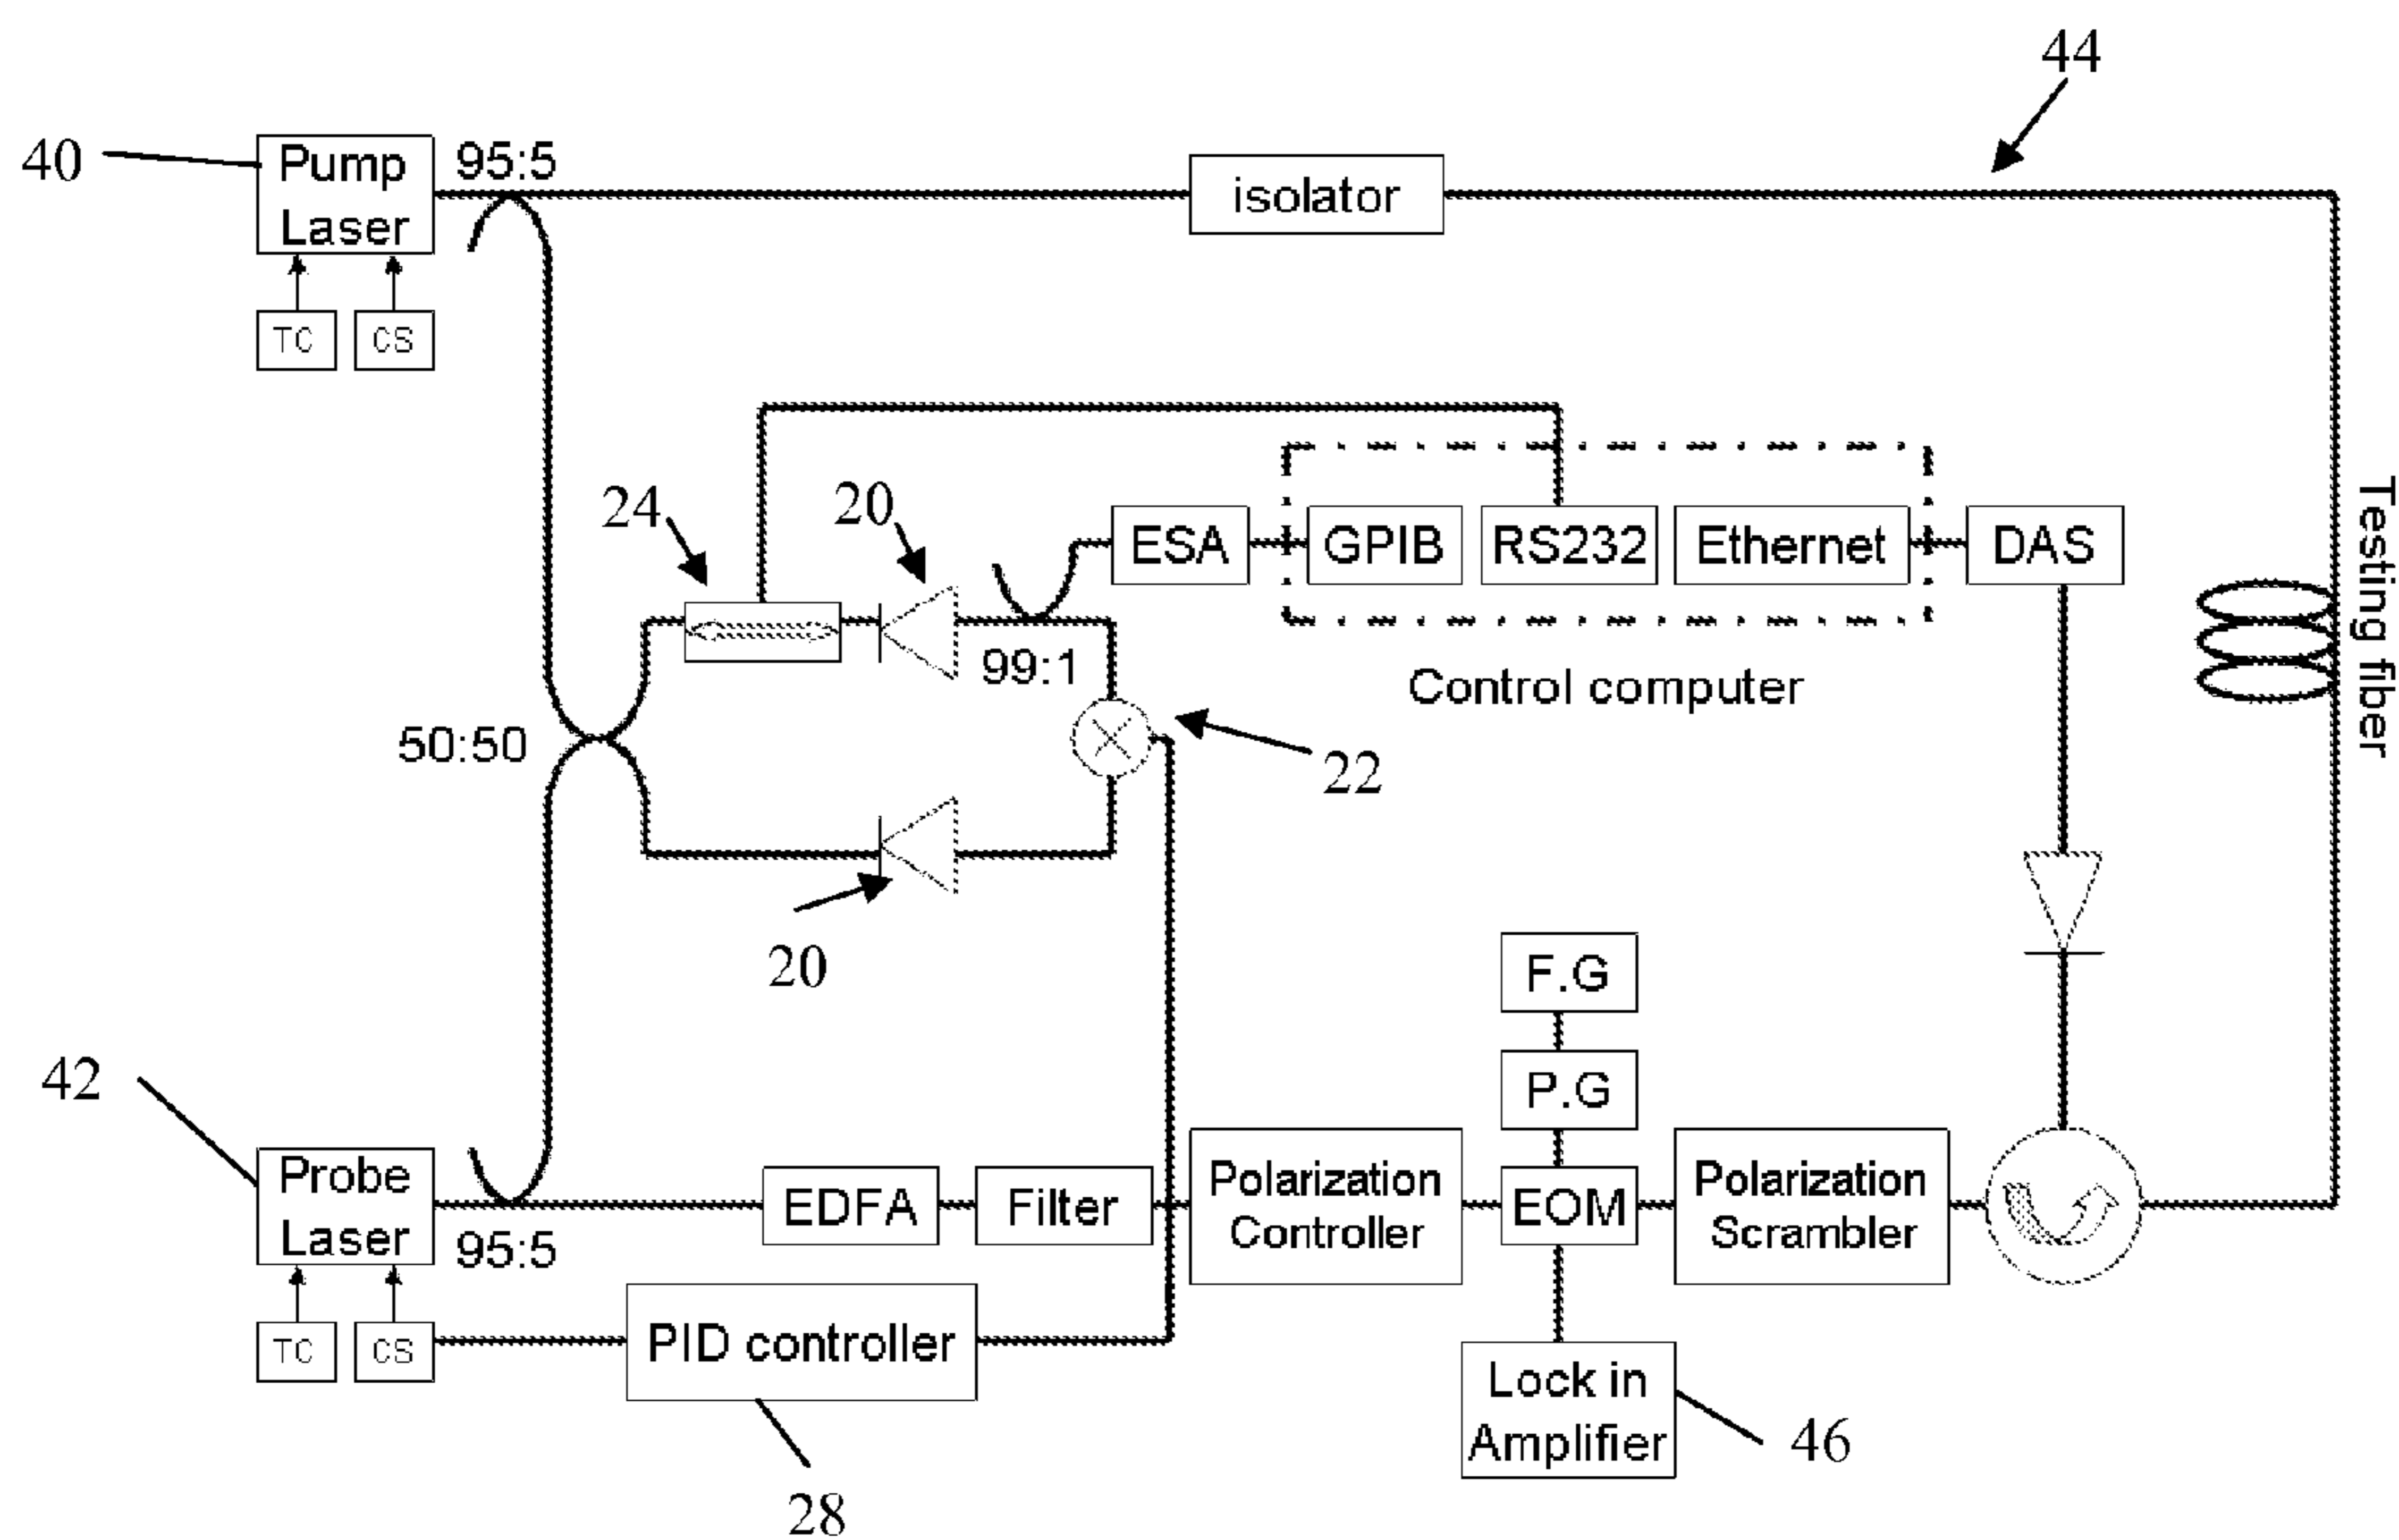 44
40
Pump
Laser
95:5
isolator
TC
CS
24
20
ESA
GPIB
RS232
Ethernet
DAS
Testing fiber
99:1
Control computer
50:50
22
20
F.G
P.G
42
Probe
Laser
95:5
EDFA
Filter
Polarization
Controller
EOM
Polarization
Scrambler
TC
CS
PID controller
Lock in
Amplifier
46
28